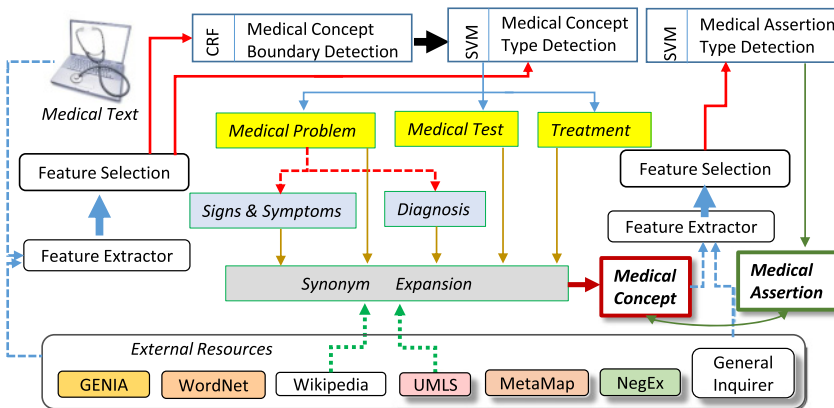 CRF
Medical Concept
Boundary Detection
SVM
Medical Concept
Type Detection
SVM
Medical Assertion
Type Detection
Medical Text
Medical Problem
Medical Test
Treatment
Feature Selection
Feature Selection
Signs & Symptoms
Diagnosis
Feature Extractor
Feature Extractor
Synonym Expansion
Medical
Concept
Medical
Assertion
External Resources
GENIA
WordNet
Wikipedia
UMLS
MetaMap
NegEx
General
Inquirer